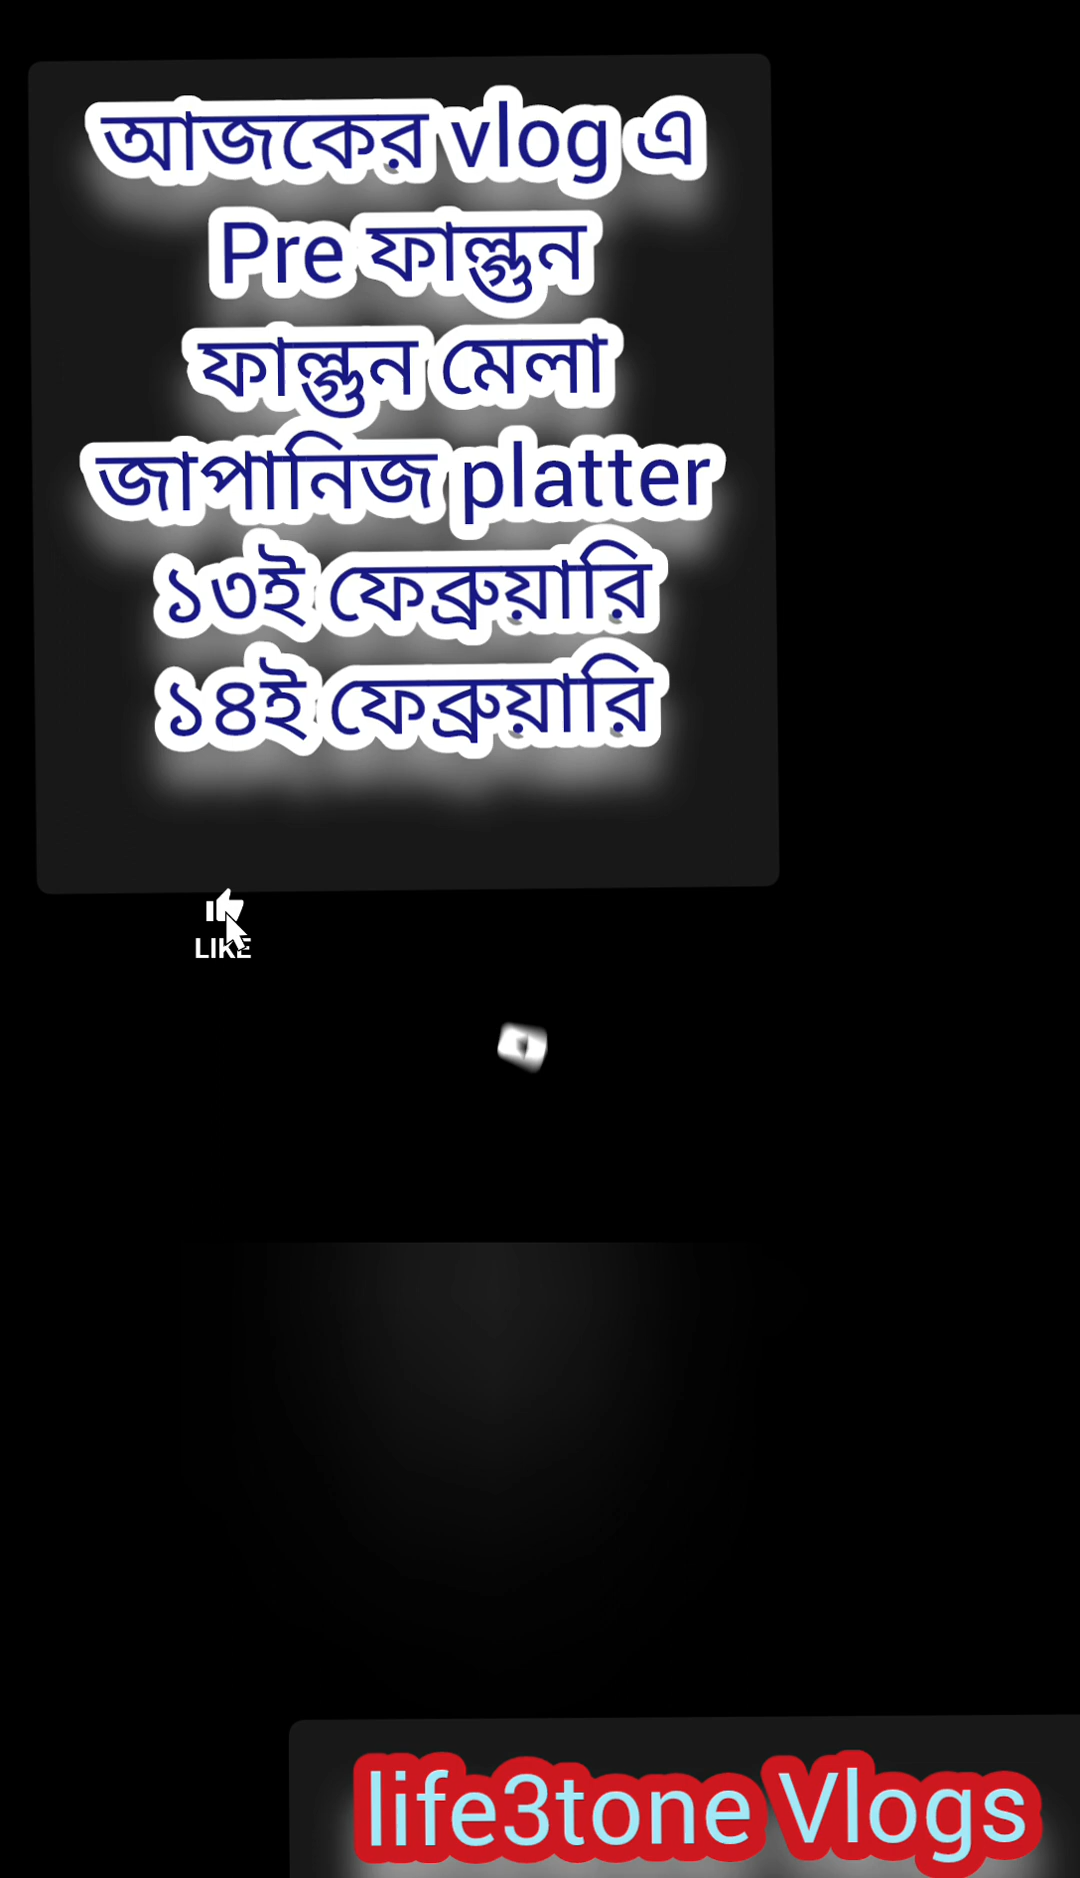 আজকের vlog এ
Pre ফাল্গুন
ফাল্গুন মেলা
জাপানিজ platter
১৩ই ফেব্রুয়ারি
১৪ই ফেব্রুয়ারি
LIKE
life3tone Vlogs